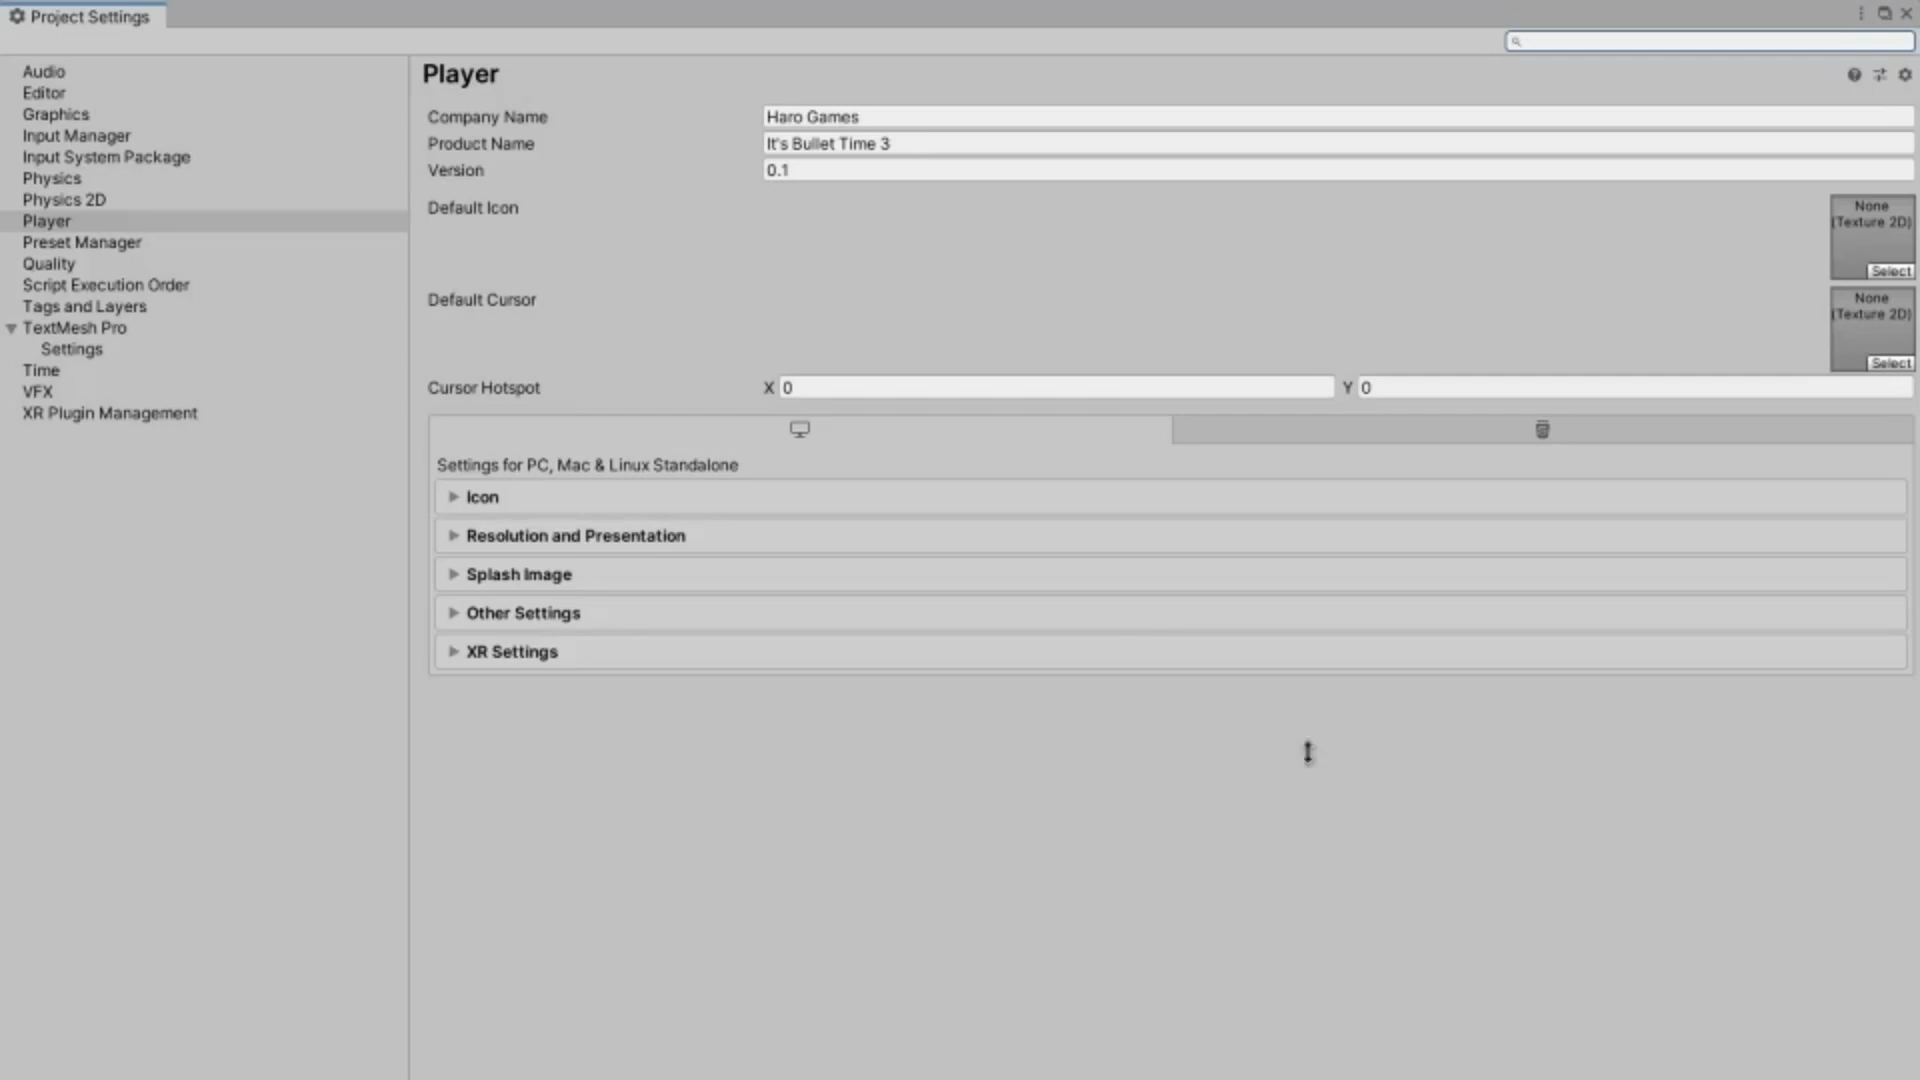 Project Settings
Audio
Editor
Graphics
Input Manager
Input System Package
Physics
Physics 2D
Player
Preset Manager
Quality
Script Execution Order
Tags and Layers
TextMesh Pro
Settings
Time
VFX
XR Plugin Management
Player
Company Name
Haro Games
Product Name
It's Bullet Time 3
Version
0.1
Default Icon
None
(Texture 2D)
Select
Default Cursor
None
(Texture 2D)
Select
Cursor Hotspot
X 0
Y 0
Settings for PC, Mac & Linux Standalone
Icon
Resolution and Presentation
Splash Image
Other Settings
XR Settings